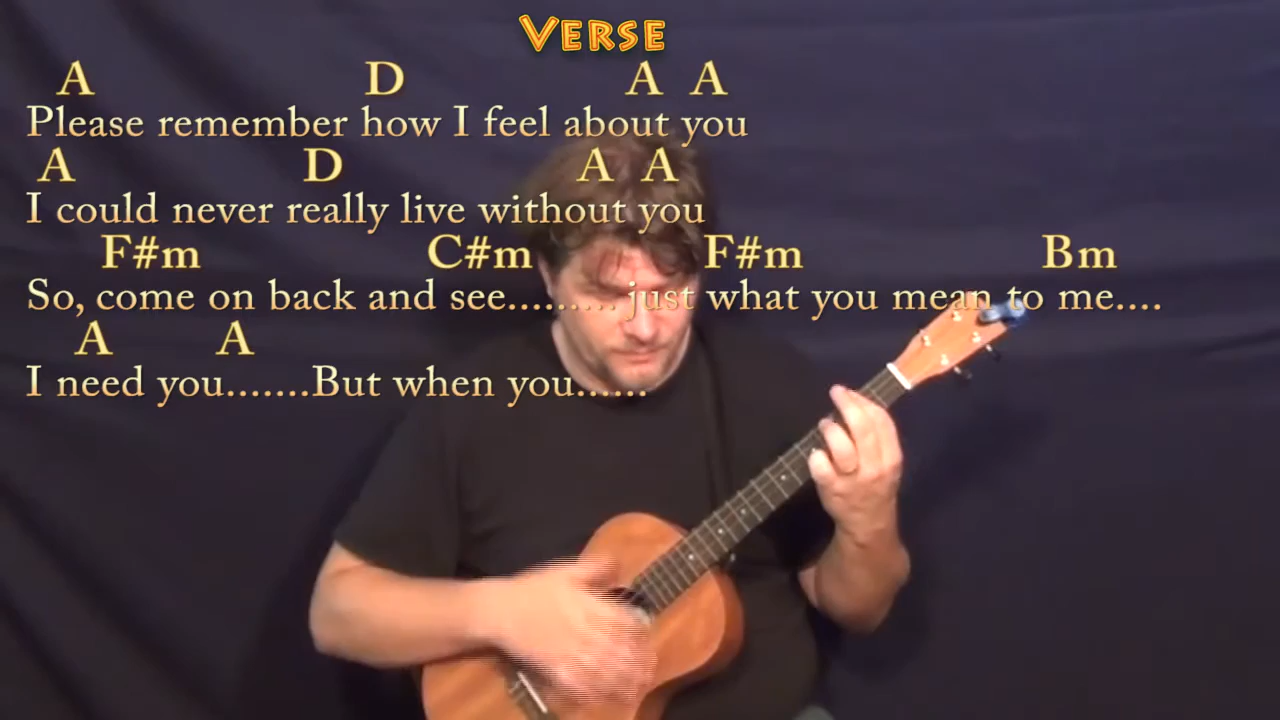 VERSE
A D A A
Please remember how I feel about you
A D A A
I could never really live without you
F#m C#m F#m Bm
So, come on back and see......... just what you mean to me....
A A
I need you.......But when you......